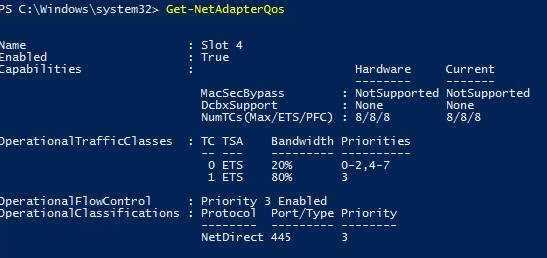 PS C:\Windows\system32> Get-NetAdapterQos
Name : Slot 4
Enabled : True
Capabilities : Hardware Current
-------- -------
MacSecBypass : NotSupported NotSupported
DcbxSupport : None None
NumTCs(Max/ETS/PFC) : 8/8/8 8/8/8
OperationalTrafficClasses : TC TSA Bandwidth Priorities
-- --- --------- ----------
0 ETS 20% 0-2,4-7
1 ETS 80% 3
OperationalFlowControl : Priority 3 Enabled
OperationalClassifications : Protocol Port/Type Priority
-------- --------- --------
NetDirect 445 3